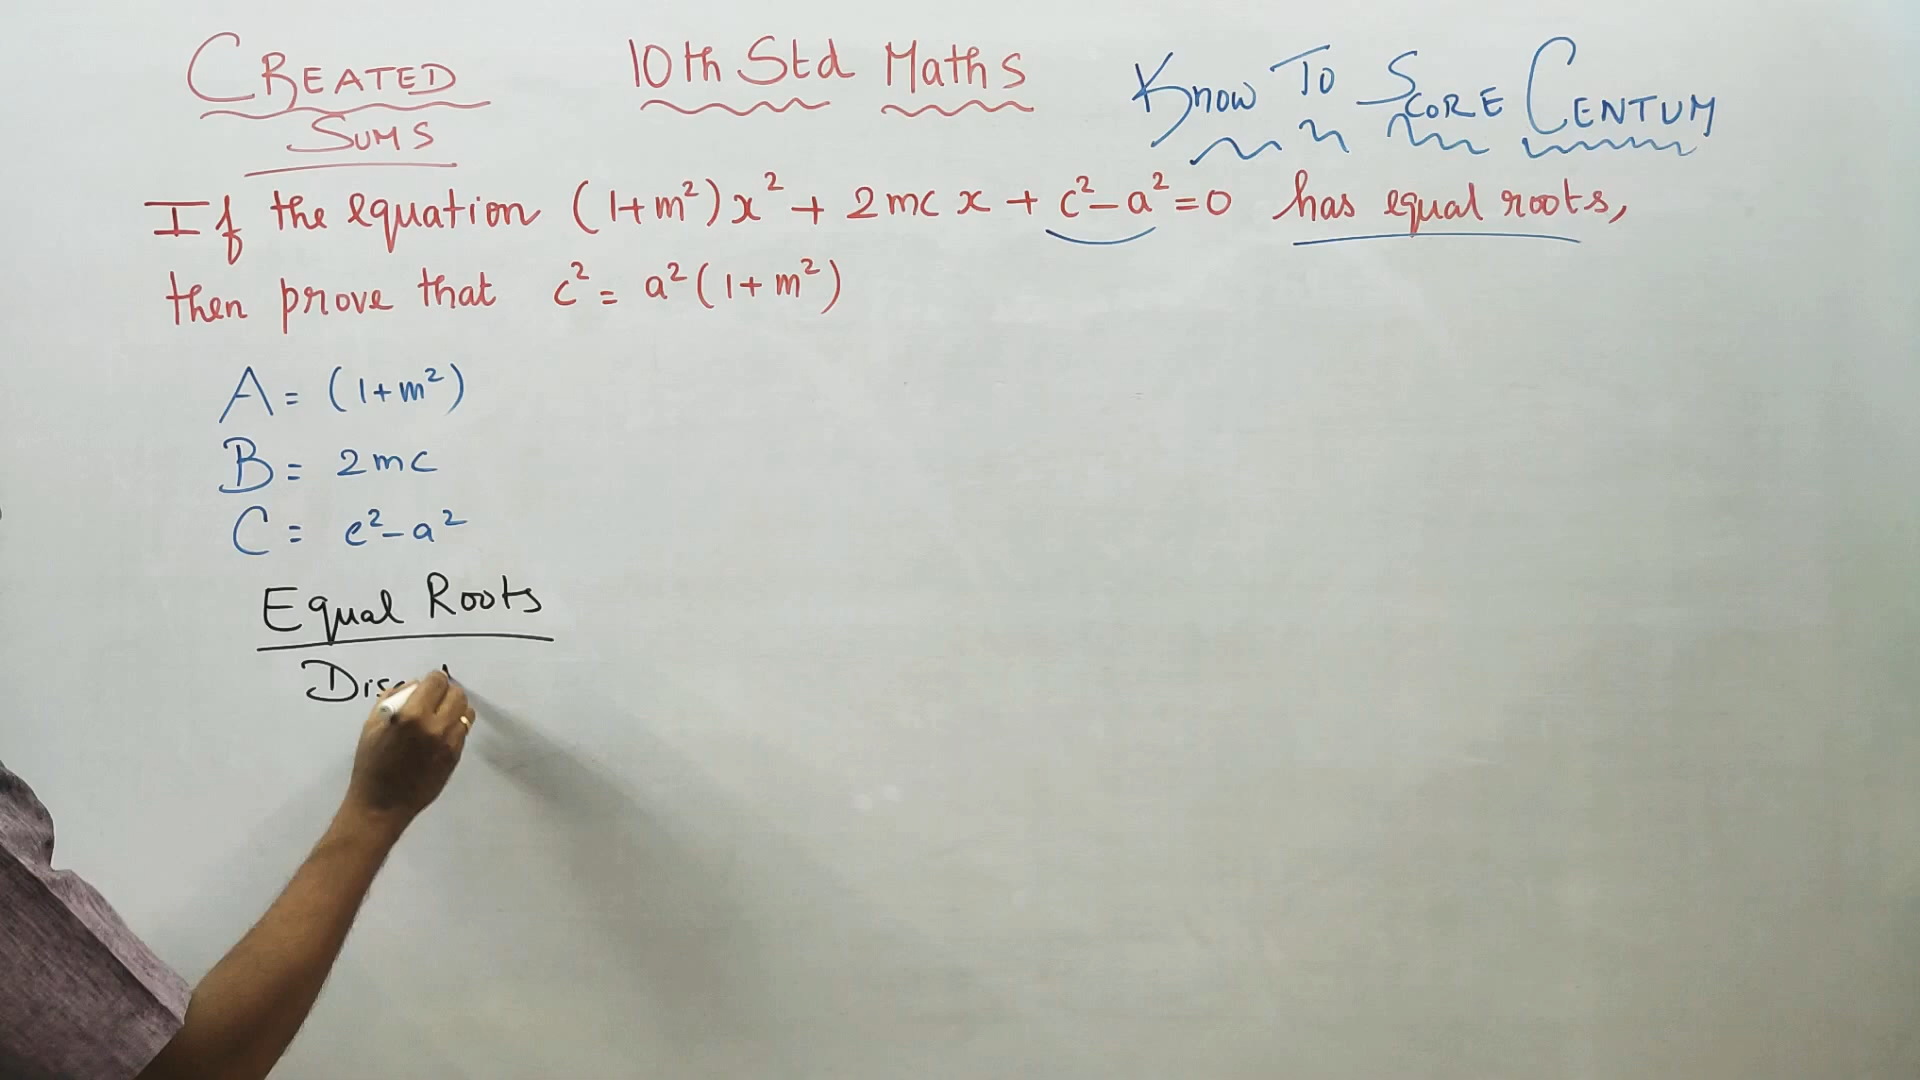 CREATED SUMS
10th Std Maths
Know To SCORE CENTUM
If the equation (1+m²)x² + 2mcx + c²-a² = 0 has equal roots,
then prove that c² = a²(1+m²)
A = (1+m²)
B = 2mc
C = c²-a²
Equal Roots